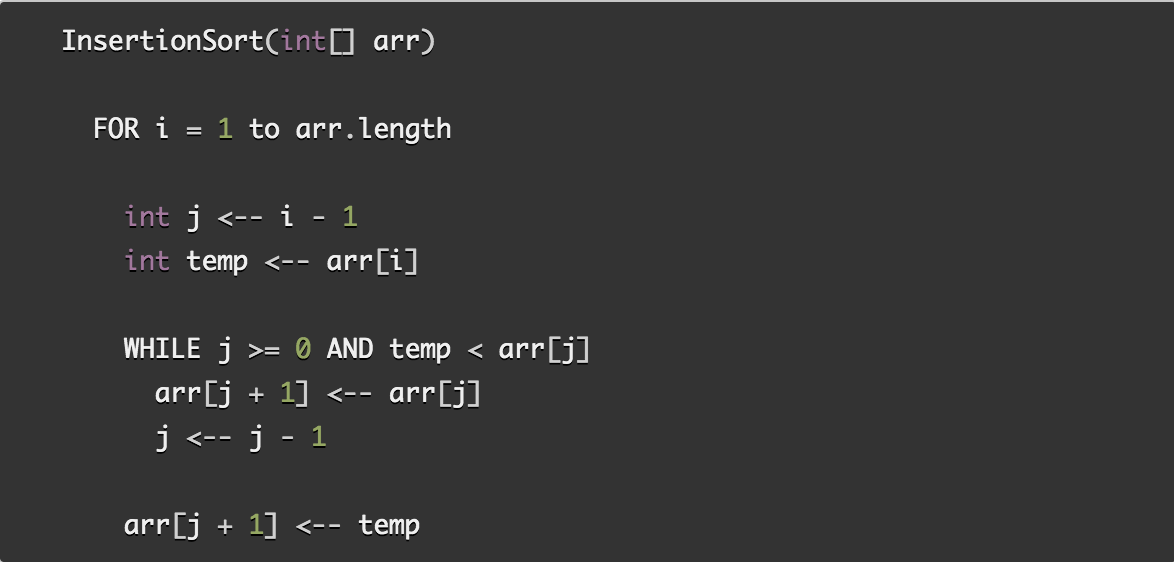 InsertionSort(int[] arr)
FOR i = 1 to arr.length
int j <-- i - 1
int temp <-- arr[i]
WHILE j >= 0 AND temp < arr[j]
arr[j + 1] <-- arr[j]
j <-- j - 1
arr[j + 1] <-- temp